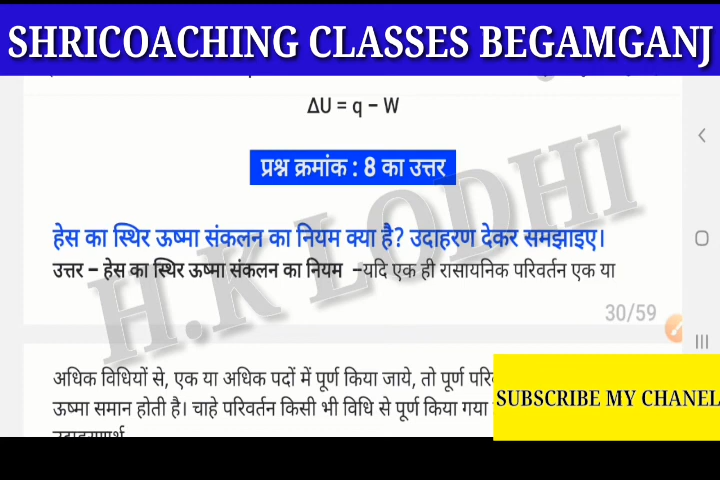 SHRICOACHING CLASSES BEGAMGANJ
ΔU = q – W
प्रश्न क्रमांक : 8 का उत्तर
हेस का स्थिर ऊष्मा संकलन का नियम क्या है? उदाहरण देकर समझाइए।
उत्तर – हेस का स्थिर ऊष्मा संकलन का नियम –यदि एक ही रासायनिक परिवर्तन एक या
30/59
H.K LODHI
अधिक विधियों से, एक या अधिक पदों में पूर्ण किया जाये, तो पूर्ण
ऊष्मा समान होती है। चाहे परिवर्तन किसी भी विधि से पूर्ण किया गया
SUBSCRIBE MY CHANEL